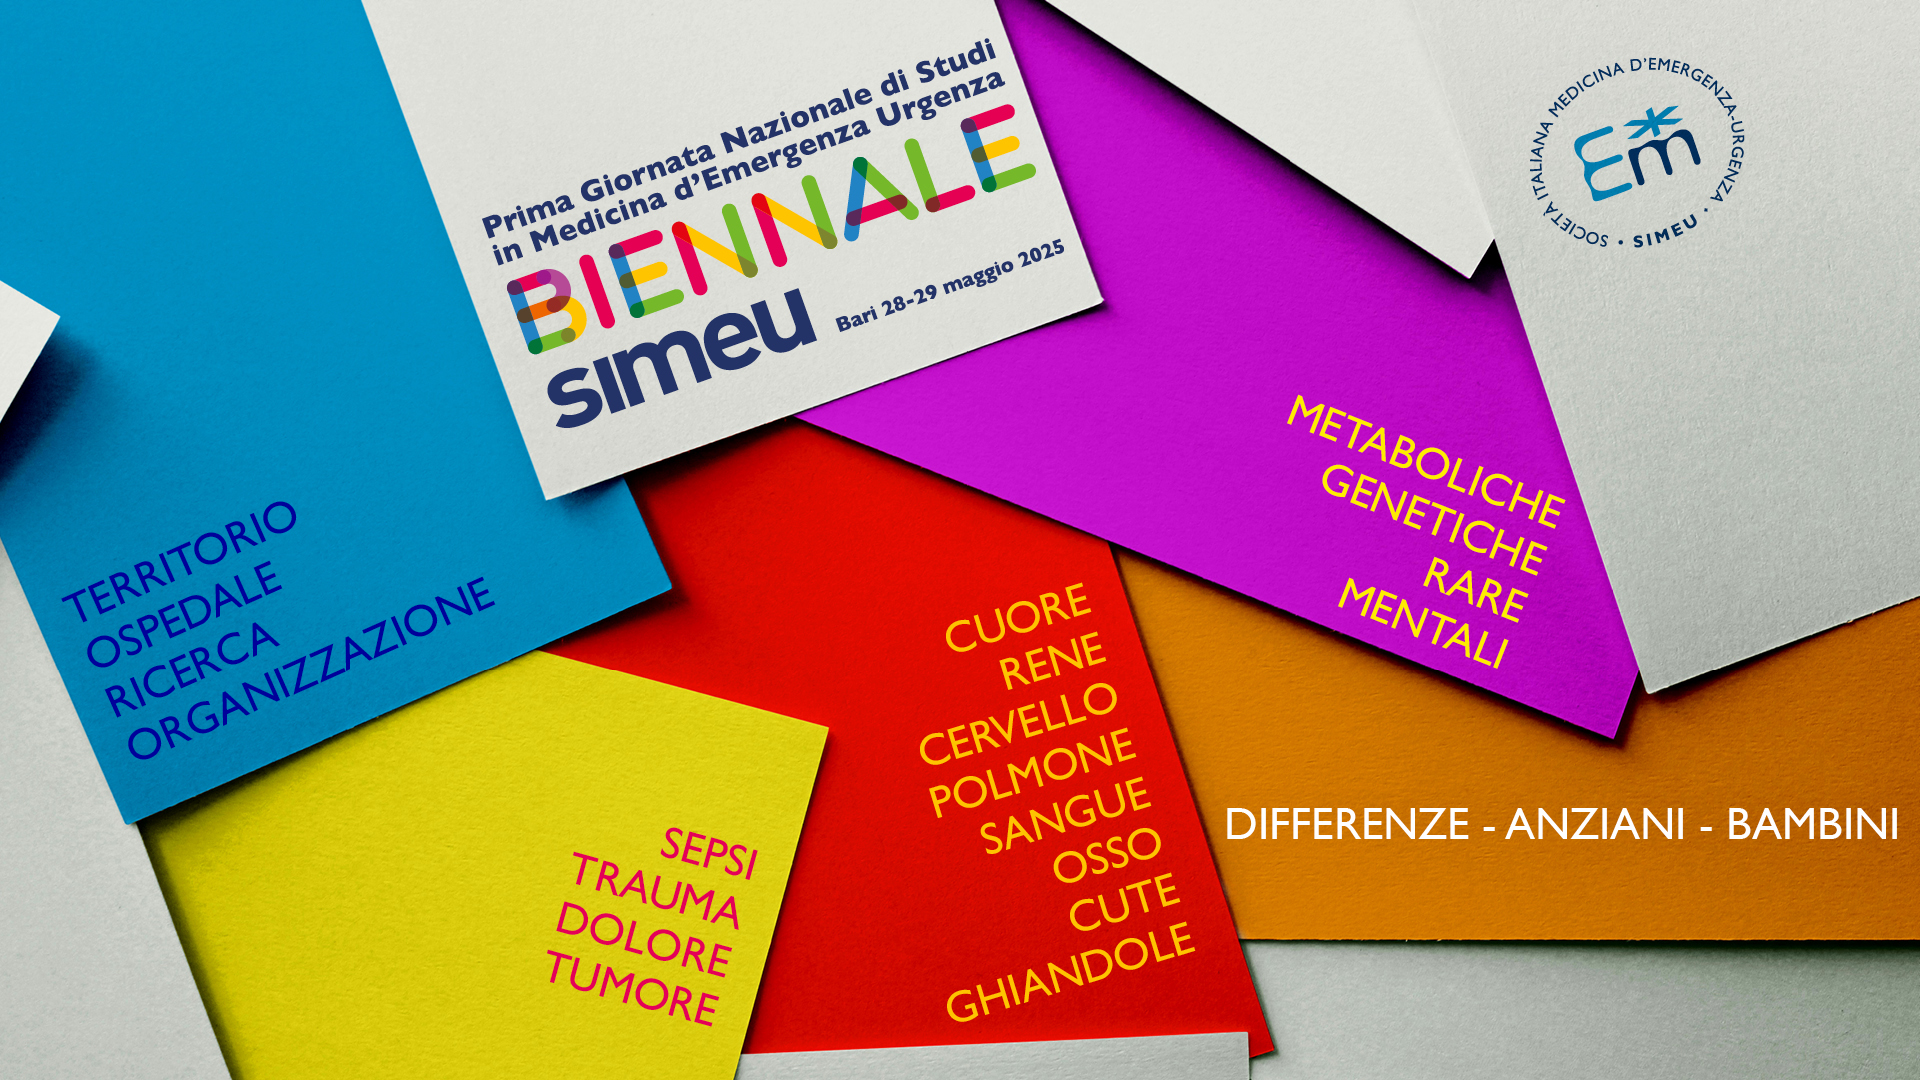 Prima Giornata Nazionale di Studi
in Medicina d'Emergenza Urgenza
BIENNALE
simeu
Bari 28-29 maggio 2025
SOCIETÀ ITALIANA MEDICINA D'EMERGENZA-URGENZA • SIMEU •
Em
METABOLICHE
GENETICHE
RARE
MENTALI
TERRITORIO
OSPEDALE
RICERCA
ORGANIZZAZIONE
CUORE
RENE
CERVELLO
POLMONE
SANGUE
OSSO
CUTE
GHIANDOLE
DIFFERENZE - ANZIANI - BAMBINI
SEPSI
TRAUMA
DOLORE
TUMORE